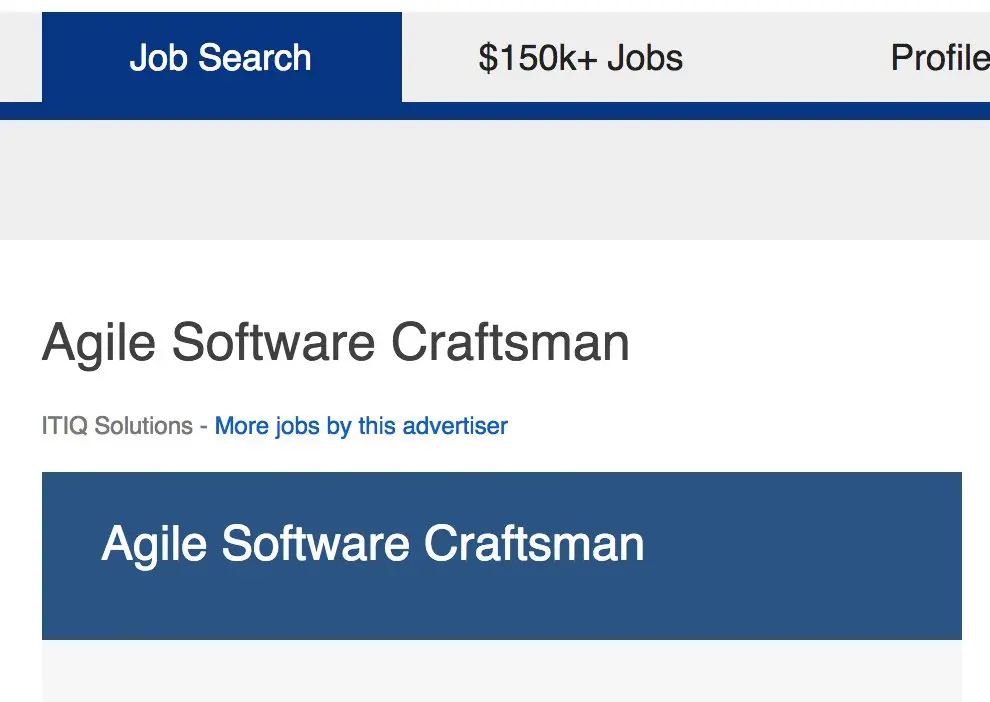 Job Search $150k+ Jobs Profile
Agile Software Craftsman
ITIQ Solutions - More jobs by this advertiser
Agile Software Craftsman